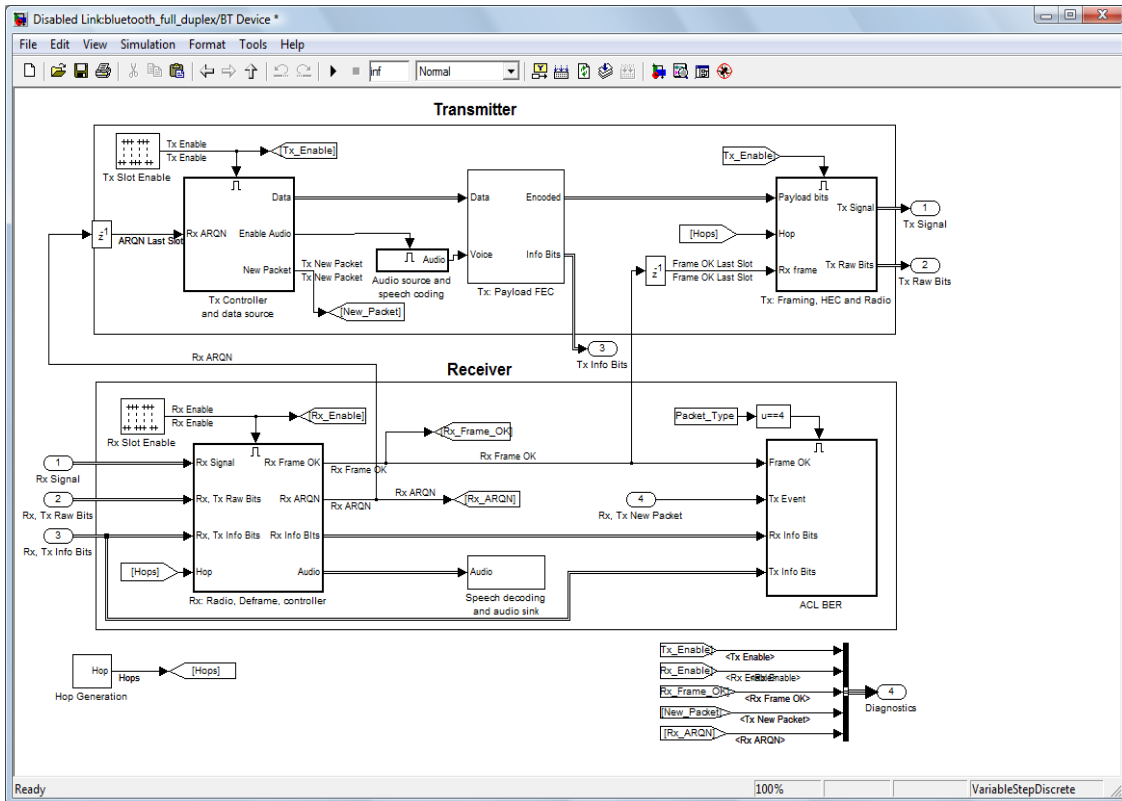 Disabled Link:bluetooth_full_duplex/BT Device *
File Edit View Simulation Format Tools Help
inf Normal
Transmitter
Tx Enable
Tx Enable
[Tx_Enable]
Tx Slot Enable
Tx_Enable]
Data
Rx ARQN
Enable Audio
New Packet
Z-1
ARQN Last Slot
Tx New Packet
Tx New Packet
[New_Packet]
Tx Controller
and data source
Audio
Audio source and
speech coding
Data
Encoded
Voice
Info Bits
Tx: Payload FEC
Payload bits
Tx Signal
Hop
Rx frame
Tx Raw Bits
[Hops]
Z-1
Frame OK Last Slot
Frame OK Last Slot
Tx: Framing, HEC and Radio
1
Tx Signal
2
Tx Raw Bits
3
Tx Info Bits
Rx ARQN
Receiver
Rx Enable
Rx Enable
[Rx_Enable]
Rx Slot Enable
[Rx_Frame_OK]
Packet_Type
u==4
1
Rx Signal
2
Rx, Tx Raw Bits
3
Rx, Tx Info Bits
[Hops]
Rx Signal
Rx Frame OK
Rx, Tx Raw Bits
Rx ARQN
Rx, Tx Info Bits
Rx Info BIts
Hop
Audio
Rx: Radio, Deframe, controller
Rx Frame OK
Rx Frame OK
Rx ARQN
Rx ARQN
[Rx_ARQN]
Audio
Speech decoding
and audio sink
4
Rx, Tx New Packet
Frame OK
Tx Event
Rx Info Bits
Tx Info Bits
ACL BER
Hop
Hops
[Hops]
Hop Generation
Tx_Enable]
<Tx Enable>
Rx_Enable]
<Rx Enable>
<Rx Enable>
Rx_Frame_OK]
<Rx Frame OK>
[New_Packet]
<Tx New Packet>
[Rx_ARQN]
<Rx ARQN>
4
Diagnostics
Ready 100% VariableStepDiscrete